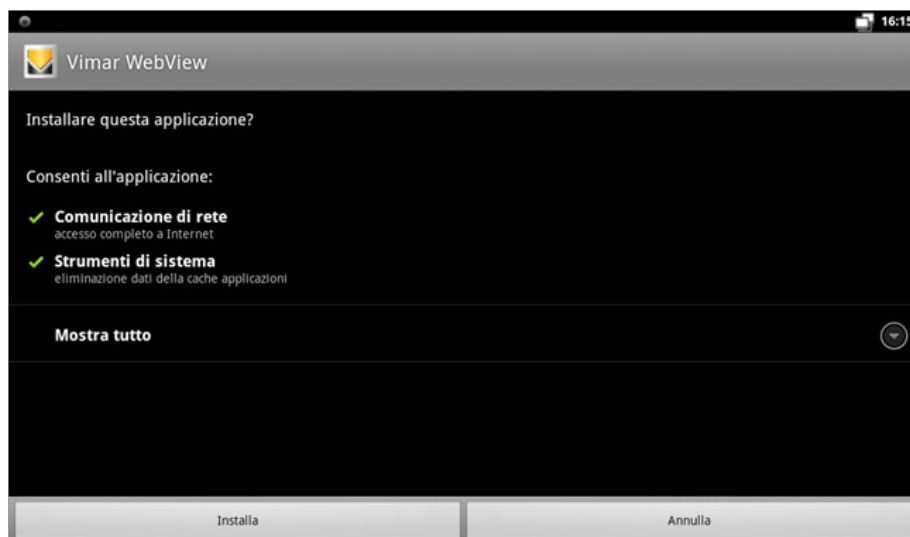 16:15
Vimar WebView
Installare questa applicazione?
Consenti all'applicazione:
Comunicazione di rete
accesso completo a Internet
Strumenti di sistema
eliminazione dati della cache applicazioni
Mostra tutto
Installa
Annulla